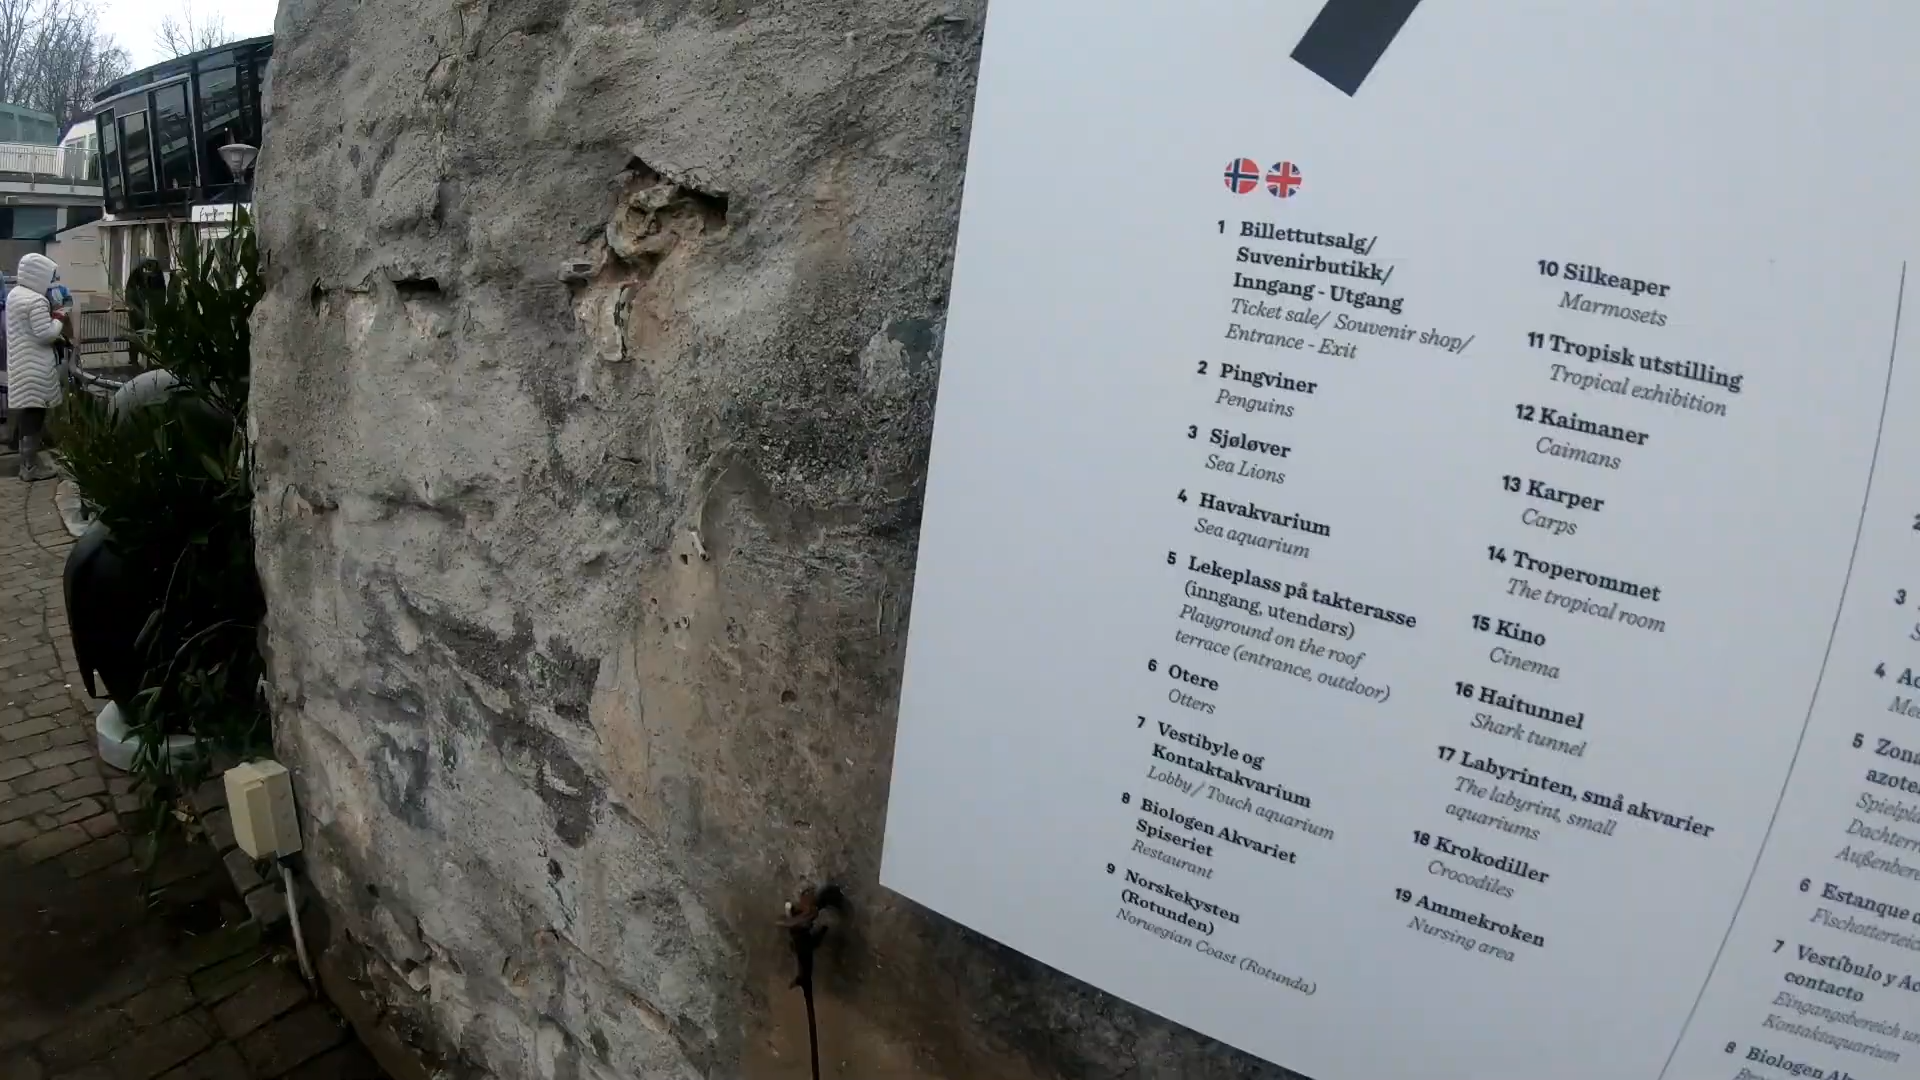 1 Billettutsalg/
Suvenirbutikk/
Inngang - Utgang
Ticket sale/ Souvenir shop/
Entrance - Exit
2 Pingviner
Penguins
3 Sjøløver
Sea Lions
4 Havakvarium
Sea aquarium
5 Lekeplass på takterasse
(inngang, utendørs)
Playground on the roof
terrace (entrance, outdoor)
6 Otere
Otters
7 Vestibyle og
Kontaktakvarium
Lobby / Touch aquarium
8 Biologen Akvariet
Spiseriet
Restaurant
9 Norskekysten
(Rotunden)
Norwegian Coast (Rotunda)
10 Silkeaper
Marmosets
11 Tropisk utstilling
Tropical exhibition
12 Kaimaner
Caimans
13 Karper
Carps
14 Troperommet
The tropical room
15 Kino
Cinema
16 Haitunnel
Shark tunnel
17 Labyrinten, små akvarier
The labyrint, small
aquariums
18 Krokodiller
Crocodiles
19 Ammekroken
Nursing area
3
4
5 Zona
6 Estanque
7 Vestíbulo y
contacto
Eingangsbereich
Kontaktaquarium
8 Biologen